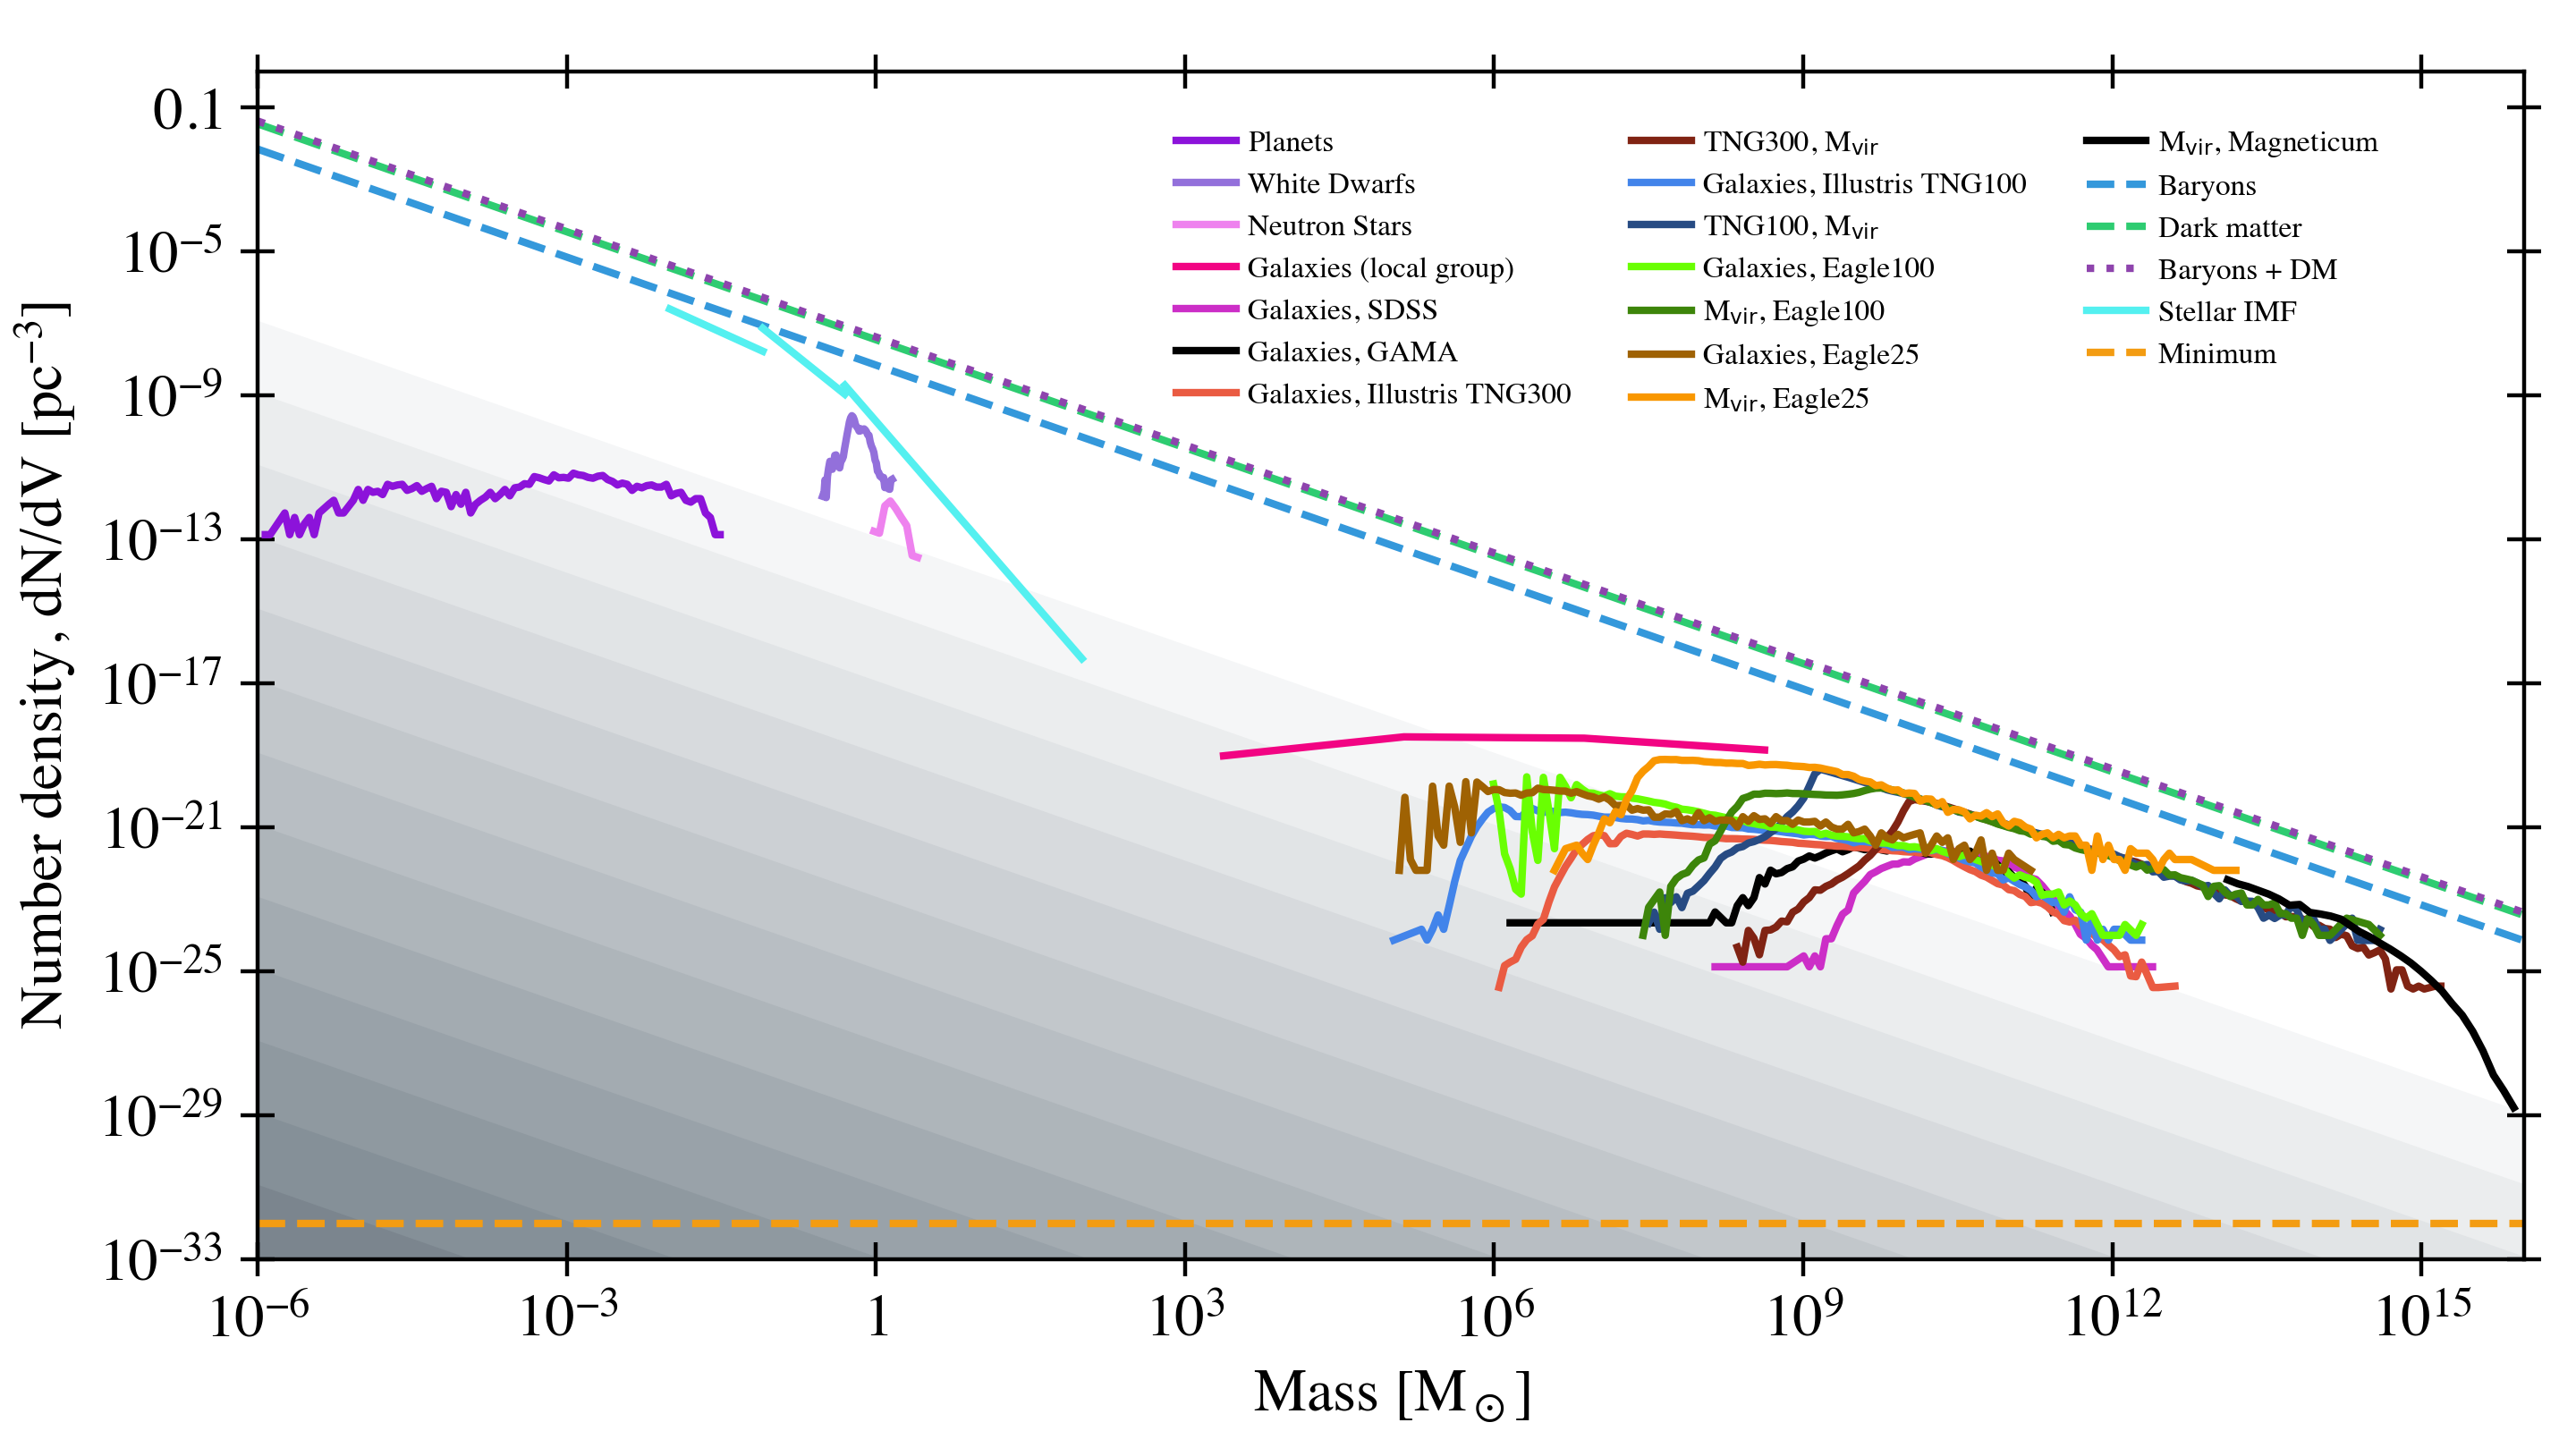 Number density, dN/dV [pc⁻³]
0.1
10⁻⁵
10⁻⁹
10⁻¹³
10⁻¹⁷
10⁻²¹
10⁻²⁵
10⁻²⁹
10⁻³³
Planets
White Dwarfs
Neutron Stars
Galaxies (local group)
Galaxies, SDSS
Galaxies, GAMA
Galaxies, Illustris TNG300
TNG300, Mvir
Galaxies, Illustris TNG100
TNG100, Mvir
Galaxies, Eagle100
Mvir, Eagle100
Galaxies, Eagle25
Mvir, Eagle25
Mvir, Magneticum
Baryons
Dark matter
Baryons + DM
Stellar IMF
Minimum
10⁻⁶ 10⁻³ 1 10³ 10⁶ 10⁹ 10¹² 10¹⁵
Mass [M⊙]